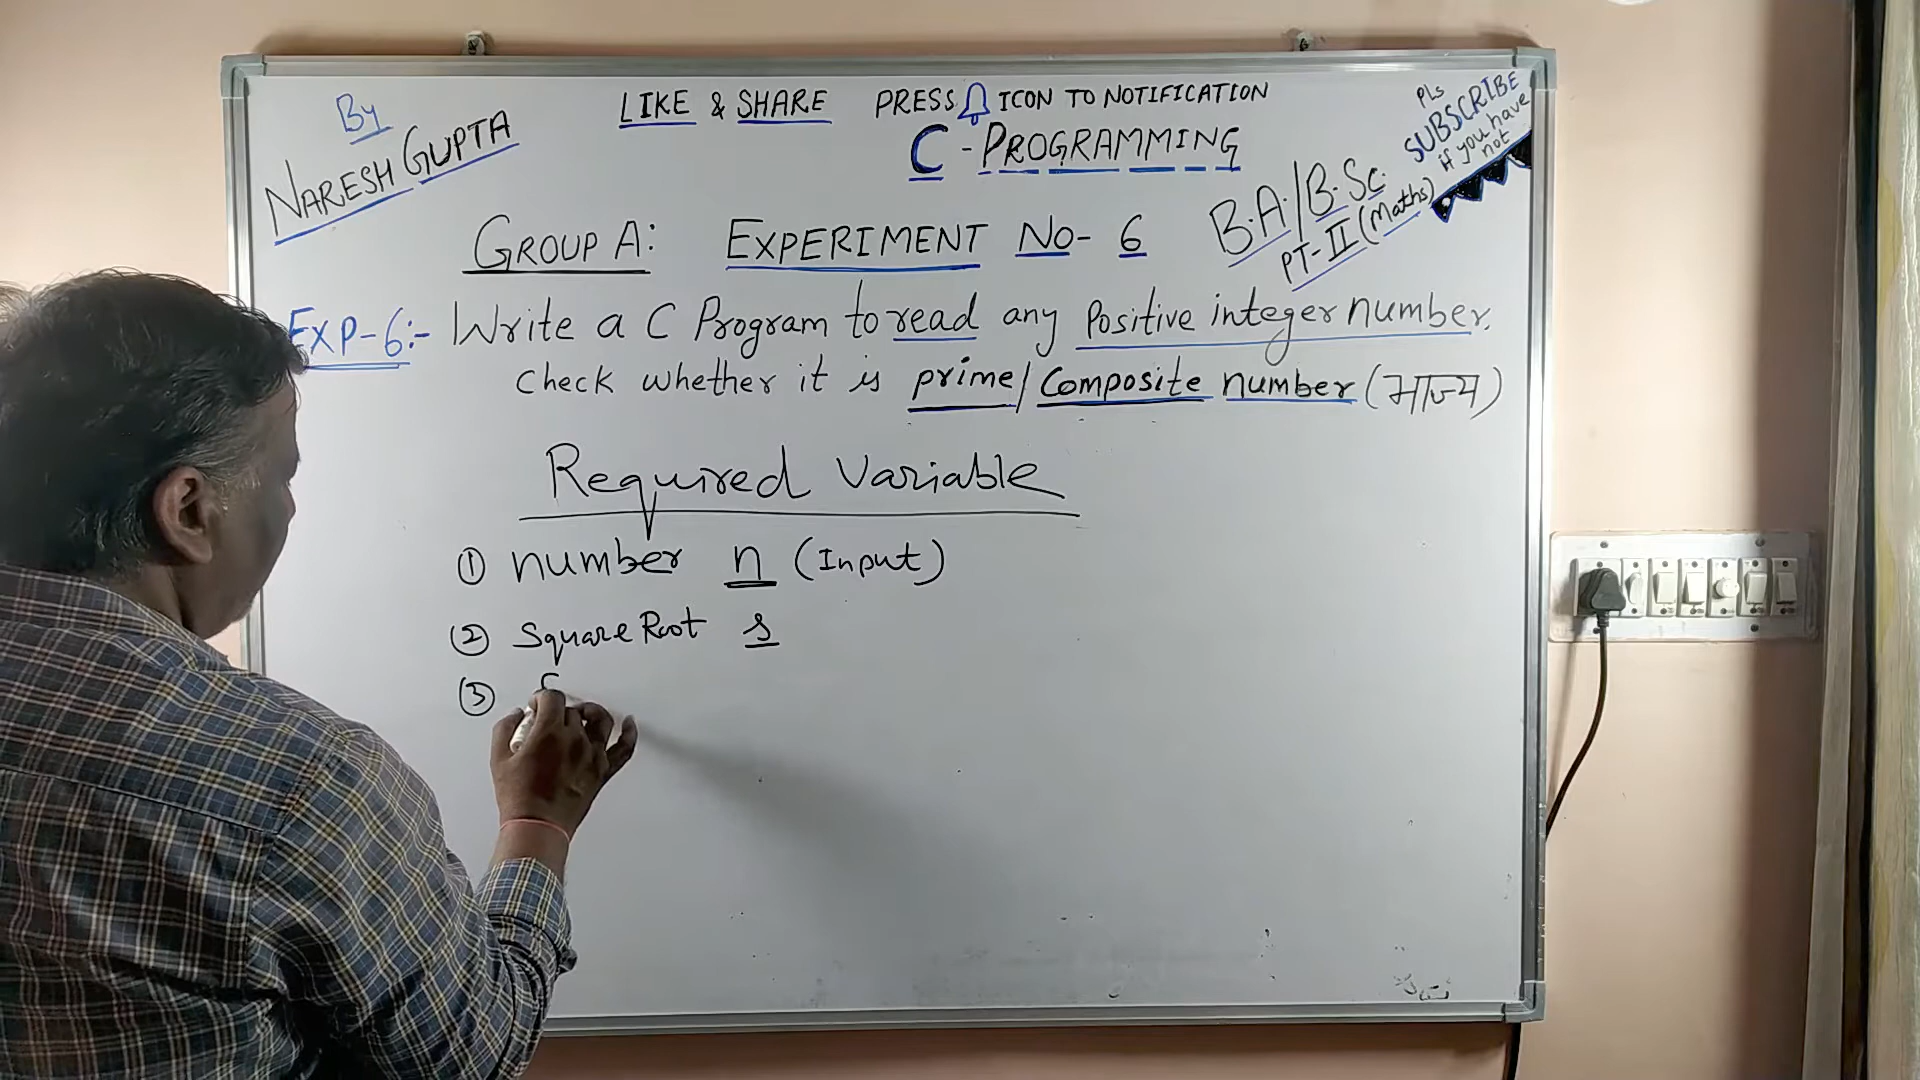 By
NARESH GUPTA
LIKE & SHARE PRESS ICON TO NOTIFICATION
C - PROGRAMMING
PLS
SUBSCRIBE
if you have
not
B.A./B.Sc.
PT-II (Maths)
GROUP A: EXPERIMENT NO- 6
EXP-6:- Write a C Program to read any Positive integer number.
Check whether it is prime/Composite number (भाज्य)
Required Variable
① number n (Input)
② Square Root s
③